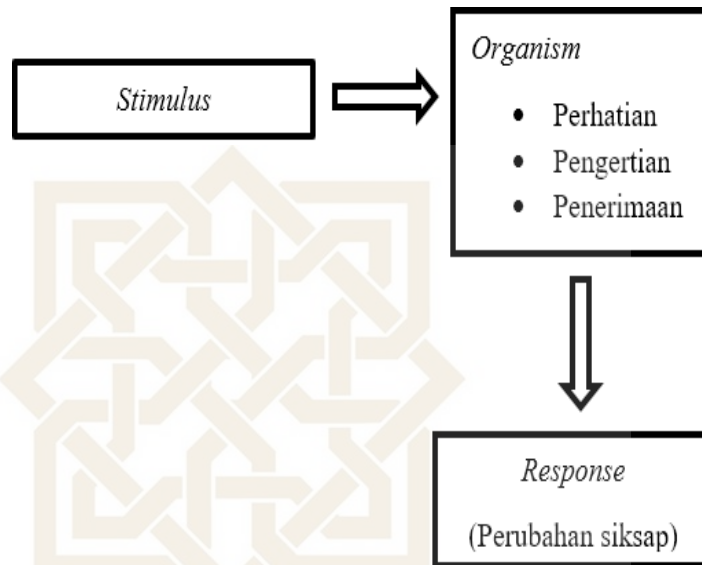 Stimulus
Organism
• Perhatian
• Pengertian
• Penerimaan
Response
(Perubahan siksap)